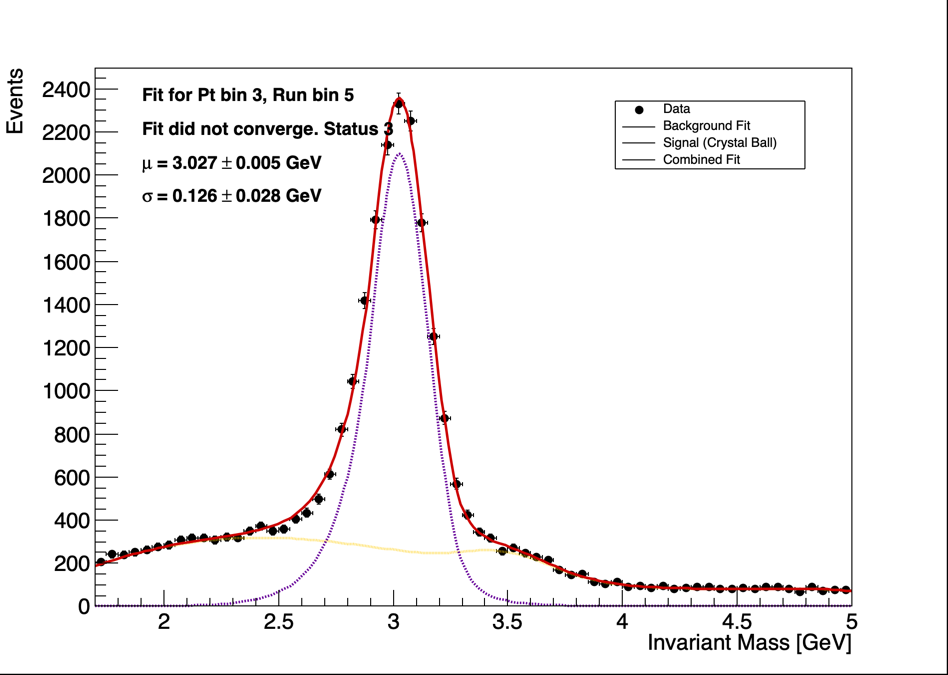 Events
2400
2200
2000
1800
1600
1400
1200
1000
800
600
400
200
0
Fit for Pt bin 3, Run bin 5
Fit did not converge. Status 3
μ = 3.027 ± 0.005 GeV
σ = 0.126 ± 0.028 GeV
Data
Background Fit
Signal (Crystal Ball)
Combined Fit
2 2.5 3 3.5 4 4.5 5
Invariant Mass [GeV]